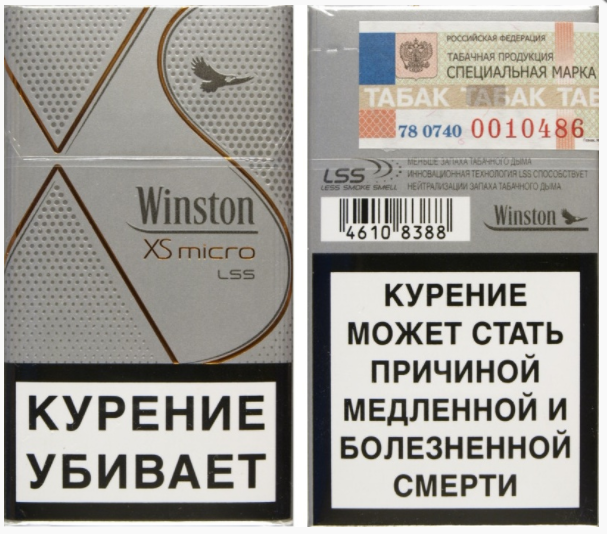 Winston
XS micro
LSS
КУРЕНИЕ
УБИВАЕТ
РОССИЙСКАЯ ФЕДЕРАЦИЯ
ТАБАЧНАЯ ПРОДУКЦИЯ
СПЕЦИАЛЬНАЯ МАРКА
ТАБАК ТАБАК ТАБ
78 0740 0010486
LSS
LESS SMOKE SMELL
МЕНЬШЕ ЗАПАХА ТАБАЧНОГО ДЫМА
ИННОВАЦИОННАЯ ТЕХНОЛОГИЯ LSS СПОСОБСТВУЕТ
НЕЙТРАЛИЗАЦИИ ЗАПАХА ТАБАЧНОГО ДЫМА.
4610 8388
Winston
КУРЕНИЕ
МОЖЕТ СТАТЬ
ПРИЧИНОЙ
МЕДЛЕННОЙ И
БОЛЕЗНЕННОЙ
СМЕРТИ